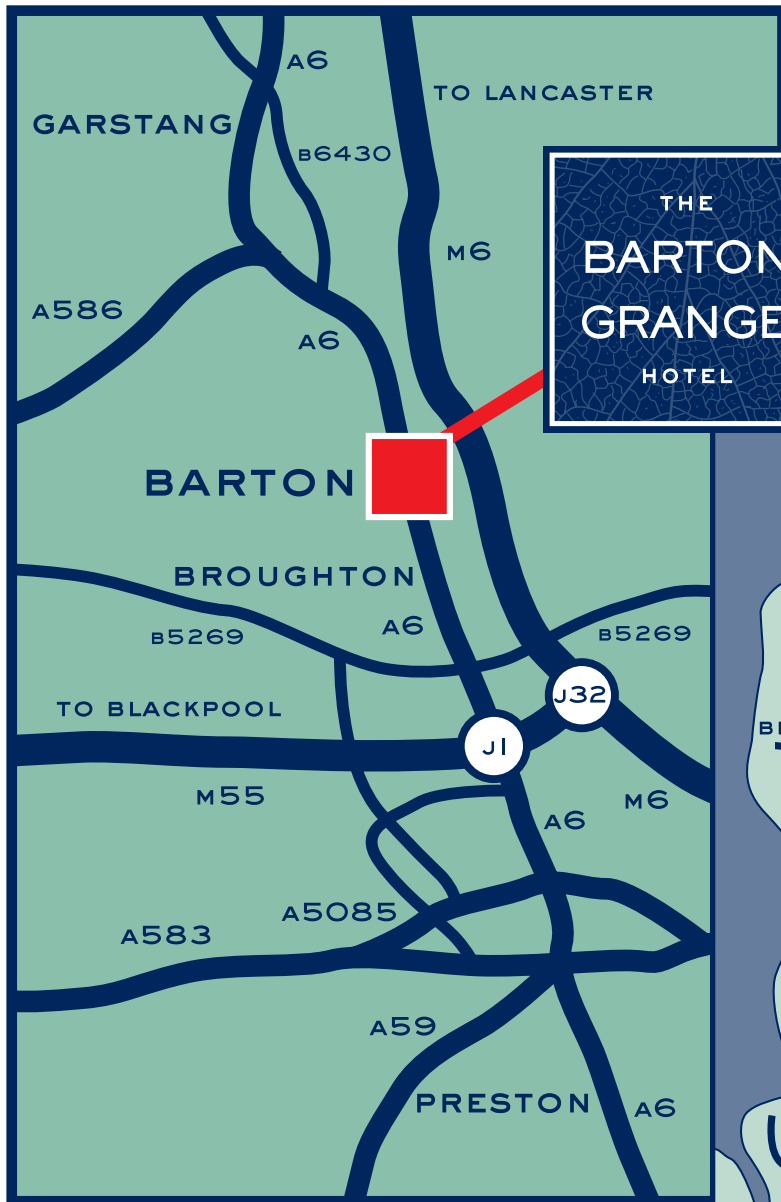 A6
TO LANCASTER
GARSTANG
B6430
THE
BARTON
GRANGE
HOTEL
M6
A586
A6
BARTON
BROUGHTON
A6
B5269
B5269
J32
TO BLACKPOOL
J1
M55
M6
A6
A5085
A583
A59
PRESTON
A6